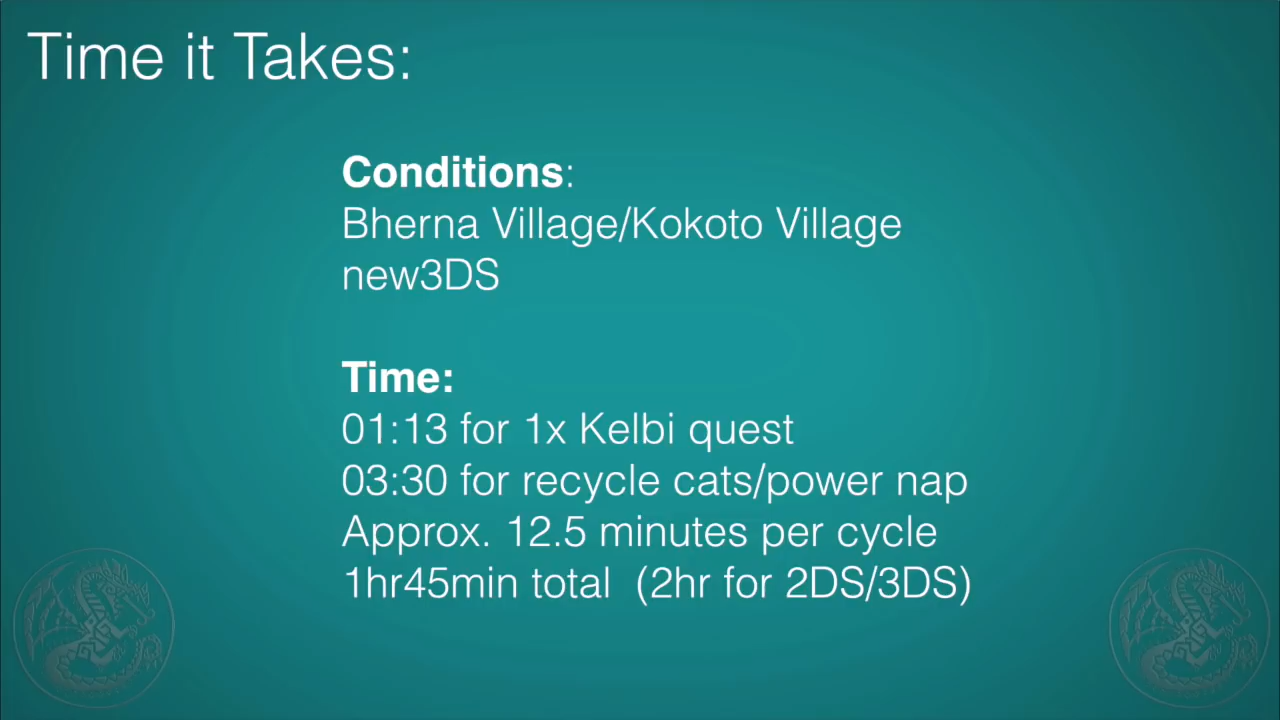 Time it Takes:
Conditions:
Bherna Village/Kokoto Village
new3DS
Time:
01:13 for 1x Kelbi quest
03:30 for recycle cats/power nap
Approx. 12.5 minutes per cycle
1hr45min total  (2hr for 2DS/3DS)